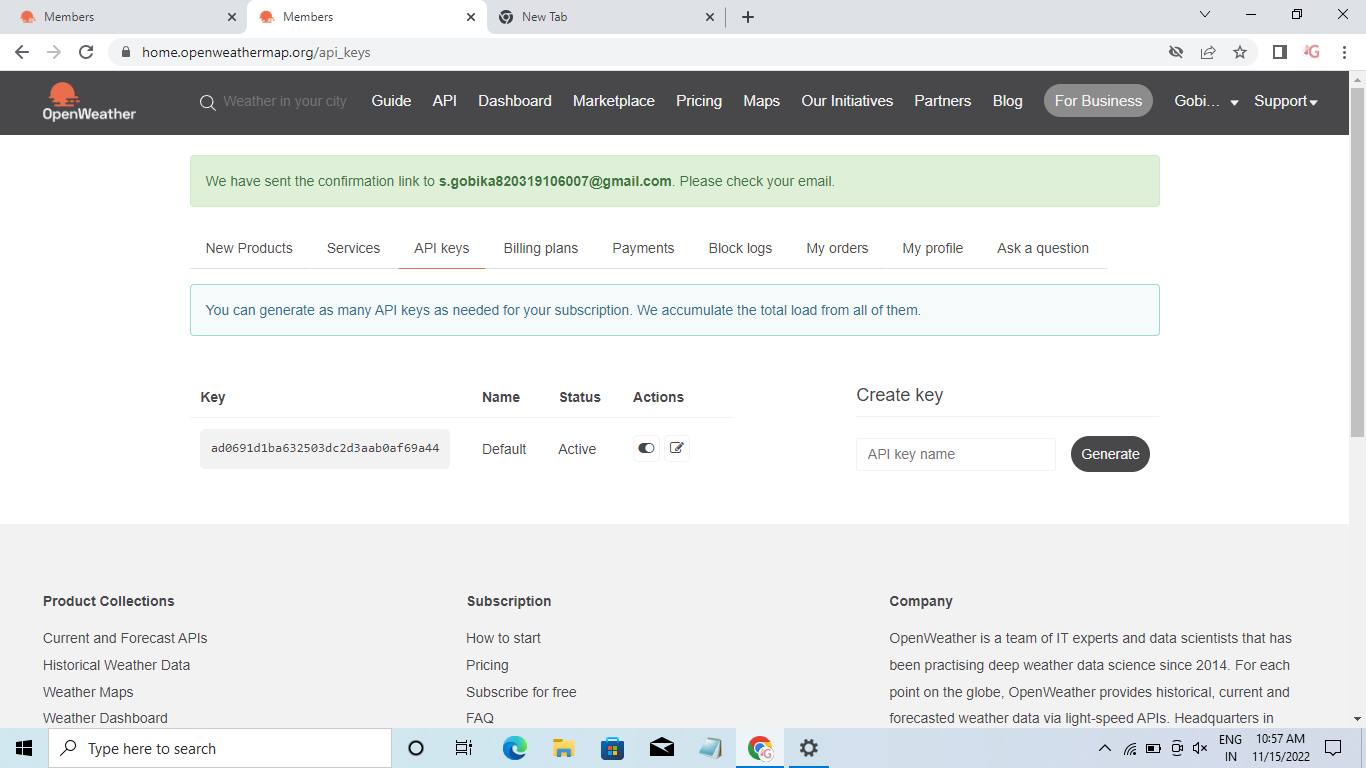 Members
Members
New Tab
home.openweathermap.org/api_keys
OpenWeather
Weather in your city
Guide
API
Dashboard
Marketplace
Pricing
Maps
Our Initiatives
Partners
Blog
For Business
Gobi...
Support
We have sent the confirmation link to s.gobika820319106007@gmail.com. Please check your email.
New Products
Services
API keys
Billing plans
Payments
Block logs
My orders
My profile
Ask a question
You can generate as many API keys as needed for your subscription. We accumulate the total load from all of them.
Key
Name
Status
Actions
ad0691d1ba632503dc2d3aab0af69a44
Default
Active
Create key
API key name
Generate
Product Collections
Current and Forecast APIs
Historical Weather Data
Weather Maps
Weather Dashboard
Subscription
How to start
Pricing
Subscribe for free
FAQ
Company
OpenWeather is a team of IT experts and data scientists that has
been practising deep weather data science since 2014. For each
point on the globe, OpenWeather provides historical, current and
forecasted weather data via light-speed APIs. Headquarters in
Type here to search
ENG
IN
10:57 AM
11/15/2022